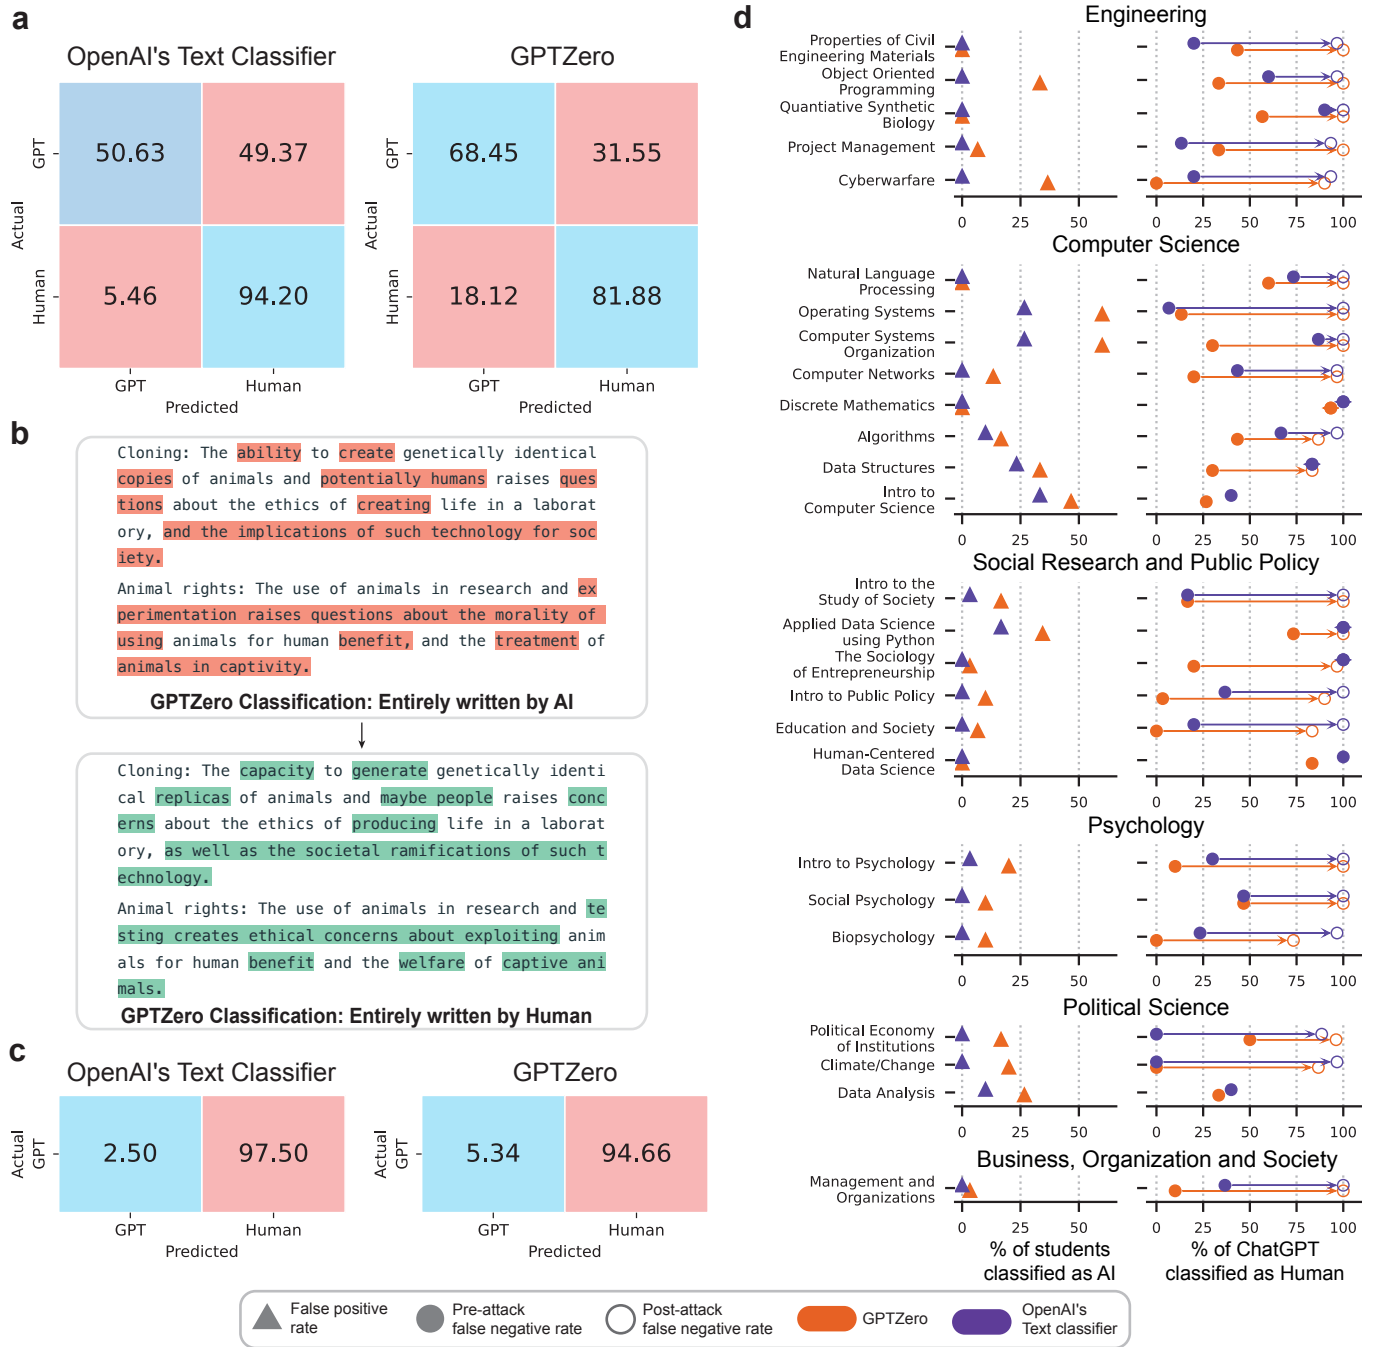 a
OpenAI's Text Classifier
GPT
Actual
Human
50.63
49.37
5.46
94.20
GPT
Human
Predicted
GPTZero
GPT
Actual
Human
68.45
31.55
18.12
81.88
GPT
Human
Predicted
b
Cloning: The ability to create genetically identical
copies of animals and potentially humans raises ques
tions about the ethics of creating life in a laborat
ory, and the implications of such technology for soc
iety.
Animal rights: The use of animals in research and ex
perimentation raises questions about the morality of
using animals for human benefit, and the treatment of
animals in captivity.
GPTZero Classification: Entirely written by AI
Cloning: The capacity to generate genetically identi
cal replicas of animals and maybe people raises conc
erns about the ethics of producing life in a laborat
ory, as well as the societal ramifications of such t
echnology.
Animal rights: The use of animals in research and te
sting creates ethical concerns about exploiting anim
als for human benefit and the welfare of captive ani
mals.
GPTZero Classification: Entirely written by Human
c
OpenAI's Text Classifier
Actual
GPT
2.50
97.50
GPT
Human
Predicted
GPTZero
Actual
GPT
5.34
94.66
GPT
Human
Predicted
d
Engineering
Properties of Civil
Engineering Materials
Object Oriented
Programming
Quantiative Synthetic
Biology
Project Management
Cyberwarfare
0 25 50
0 25 50 75 100
Computer Science
Natural Language
Processing
Operating Systems
Computer Systems
Organization
Computer Networks
Discrete Mathematics
Algorithms
Data Structures
Intro to
Computer Science
0 25 50
0 25 50 75 100
Social Research and Public Policy
Intro to the
Study of Society
Applied Data Science
using Python
The Sociology
of Entrepreneurship
Intro to Public Policy
Education and Society
Human-Centered
Data Science
0 25 50
0 25 50 75 100
Psychology
Intro to Psychology
Social Psychology
Biopsychology
0 25 50
0 25 50 75 100
Political Science
Political Economy
of Institutions
Climate/Change
Data Analysis
0 25 50
0 25 50 75 100
Business, Organization and Society
Management and
Organizations
0 25 50
0 25 50 75 100
% of students
classified as AI
% of ChatGPT
classified as Human
False positive
rate
Pre-attack
false negative rate
Post-attack
false negative rate
GPTZero
OpenAI's
Text classifier